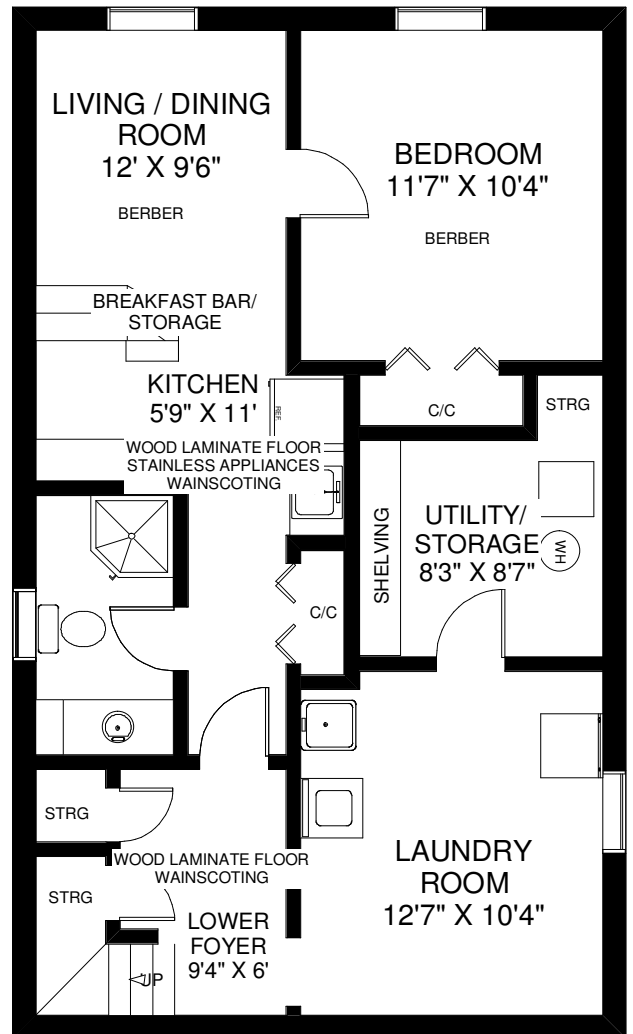 LIVING / DINING
ROOM
12' X 9'6"
BERBER
BEDROOM
11'7" X 10'4"
BERBER
BREAKFAST BAR/
STORAGE
KITCHEN
5'9" X 11'
REF.
WOOD LAMINATE FLOOR
STAINLESS APPLIANCES
WAINSCOTING
C/C
STRG
SHELVING
UTILITY/
STORAGE
8'3" X 8'7"
WH
C/C
STRG
WOOD LAMINATE FLOOR
WAINSCOTING
STRG
LOWER
FOYER
9'4" X 6'
UP
LAUNDRY
ROOM
12'7" X 10'4"